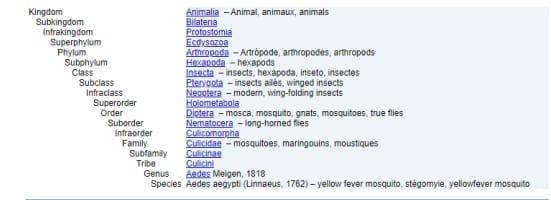 Kingdom Animalia – Animal, animaux, animals
Subkingdom Bilateria
Infrakingdom Protostomia
Superphylum Ecdysozoa
Phylum Arthropoda – Artrópode, arthropodes, arthropods
Subphylum Hexapoda – hexapods
Class Insecta – insects, hexapoda, inseto, insectes
Subclass Pterygota – insects ailés, winged insects
Infraclass Neoptera – modern, wing-folding insects
Superorder Holometabola
Order Diptera – mosca, mosquito, gnats, mosquitoes, true flies
Suborder Nematocera – long-horned flies
Infraorder Culicomorpha
Family Culicidae – mosquitoes, maringouins, moustiques
Subfamily Culicinae
Tribe Culicini
Genus Aedes Meigen, 1818
Species Aedes aegypti (Linnaeus, 1762) – yellow fever mosquito, stégomyie, yellowfever mosquito